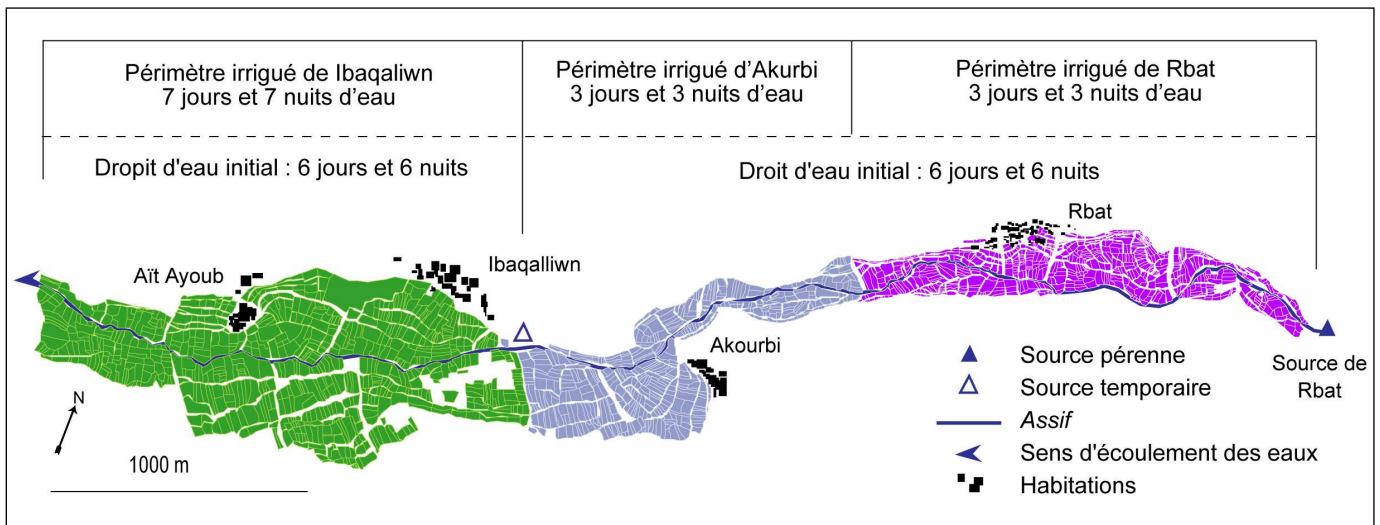 Périmètre irrigué de Ibaqaliwn
7 jours et 7 nuits d'eau
Périmètre irrigué d'Akurbi
3 jours et 3 nuits d'eau
Périmètre irrigué de Rbat
3 jours et 3 nuits d'eau
Dropit d'eau initial : 6 jours et 6 nuits
Droit d'eau initial : 6 jours et 6 nuits
Rbat
Aït Ayoub
Ibaqalliwn
Akourbi
Source de
Rbat
N
1000 m
Source pérenne
Source temporaire
Assif
Sens d'écoulement des eaux
Habitations